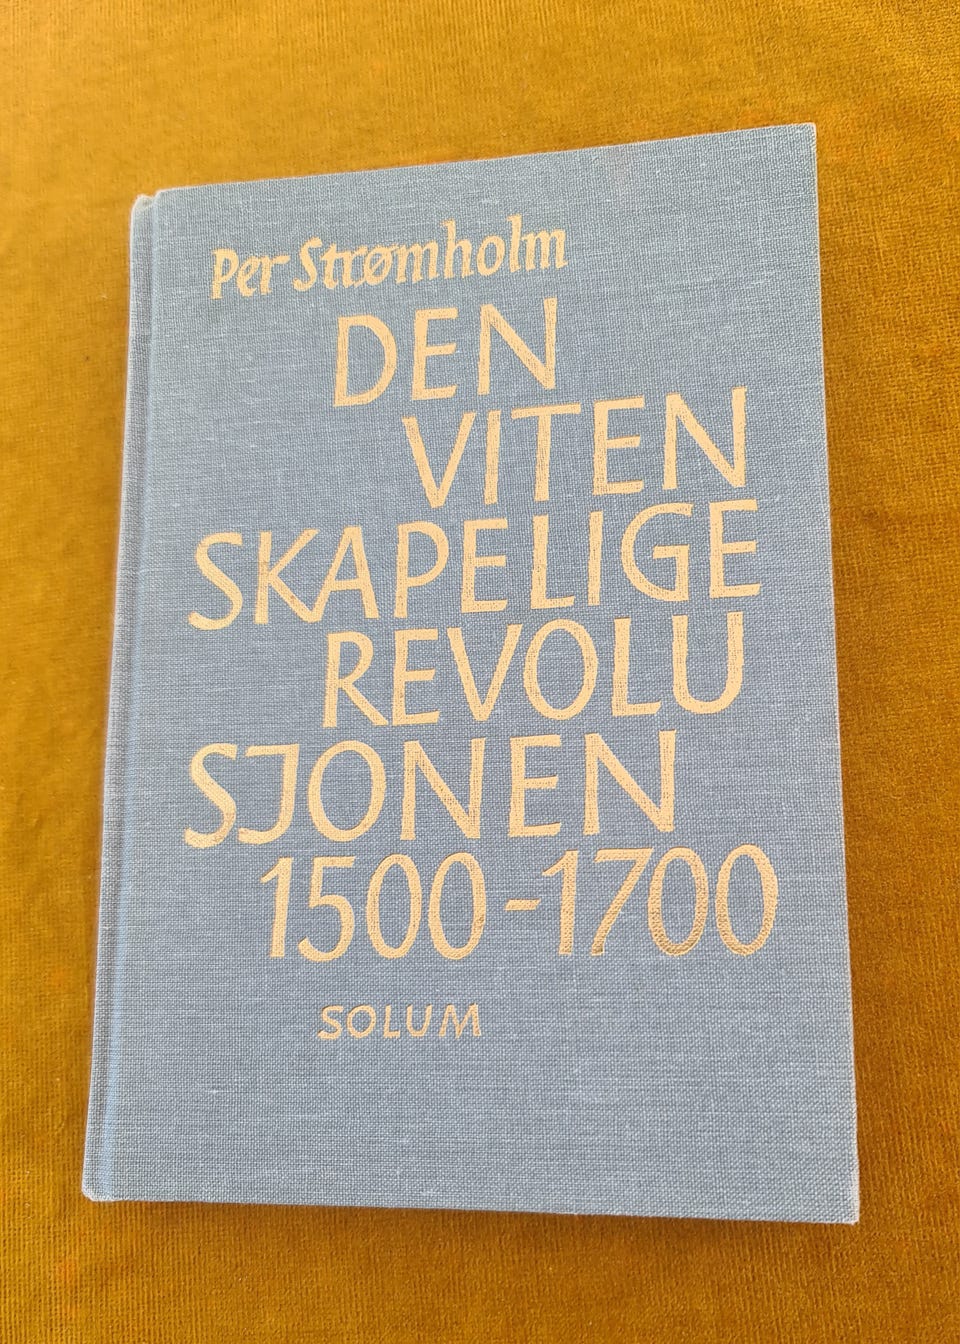 Per Strømholm
DEN
VITEN
SKAPELIGE
REVOLU
SJONEN
1500-1700
SOLUM